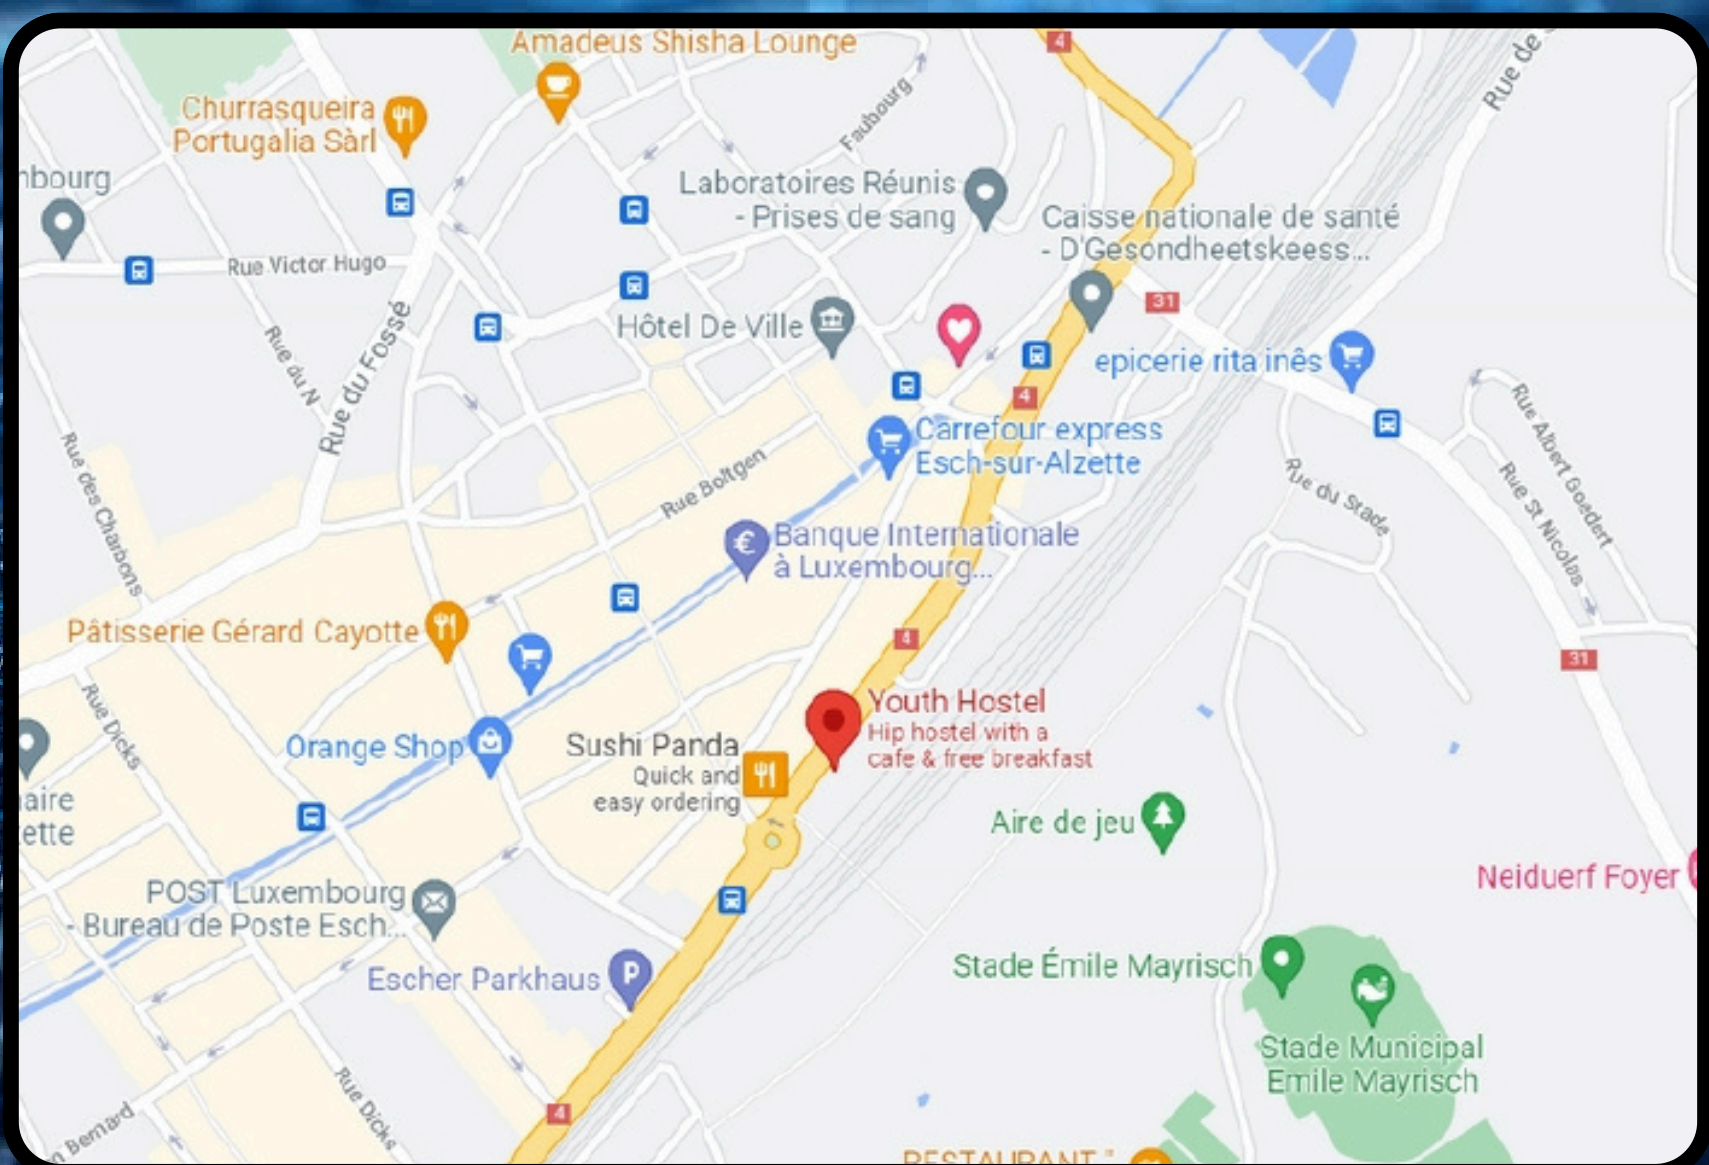 Amadeus Shisha Lounge
4
Rue de
Churrasqueira
Portugalia Sàrl
Faubourg
nbourg
Laboratoires Réunis
- Prises de sang
Caisse nationale de santé
- D'Gesondheetskeess...
Rue Victor Hugo
31
Hôtel De Ville
Rue du N
Rue du Fossé
epicerie rita inês
4
Carrefour express
Esch-sur-Alzette
Rue Albert Goedert
Rue des Charbons
Rue Boltgen
Rue du Stade
Rue St Nicolas
Banque Internationale
à Luxembourg...
Pâtisserie Gérard Cayotte
4
31
Rue Dicks
Youth Hostel
Hip hostel with a
cafe & free breakfast
Orange Shop
Sushi Panda
Quick and
easy ordering
aire
ette
Aire de jeu
POST Luxembourg
- Bureau de Poste Esch...
Neiduerf Foyer
Escher Parkhaus
P
Stade Émile Mayrisch
Stade Municipal
Emile Mayrisch
Rue Dicks
4
n Bernard
RESTAURANT "